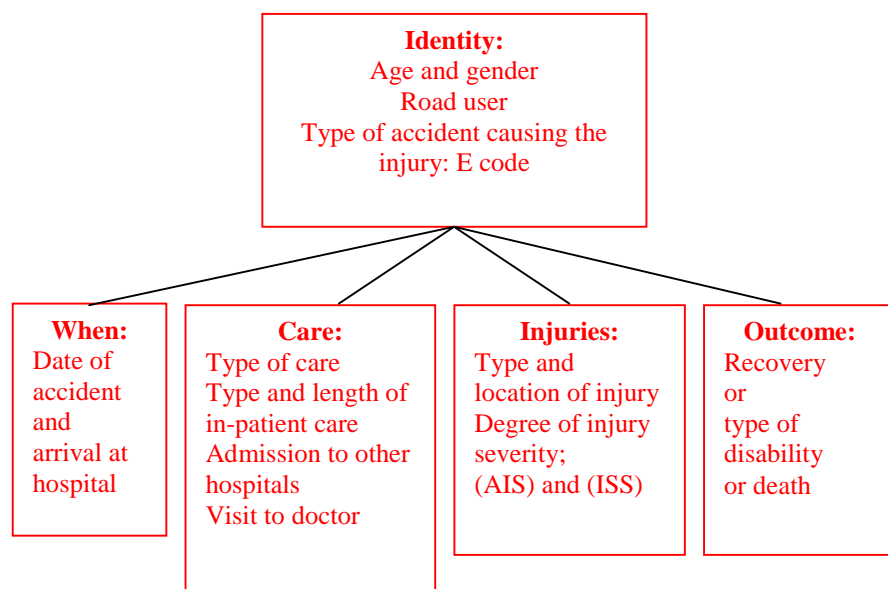 Identity:
Age and gender
Road user
Type of accident causing the
injury: E code
When:
Date of
accident
and
arrival at
hospital
Care:
Type of care
Type and length of
in-patient care
Admission to other
hospitals
Visit to doctor
Injuries:
Type and
location of injury
Degree of injury
severity;
(AIS) and (ISS)
Outcome:
Recovery
or
type of
disability
or death